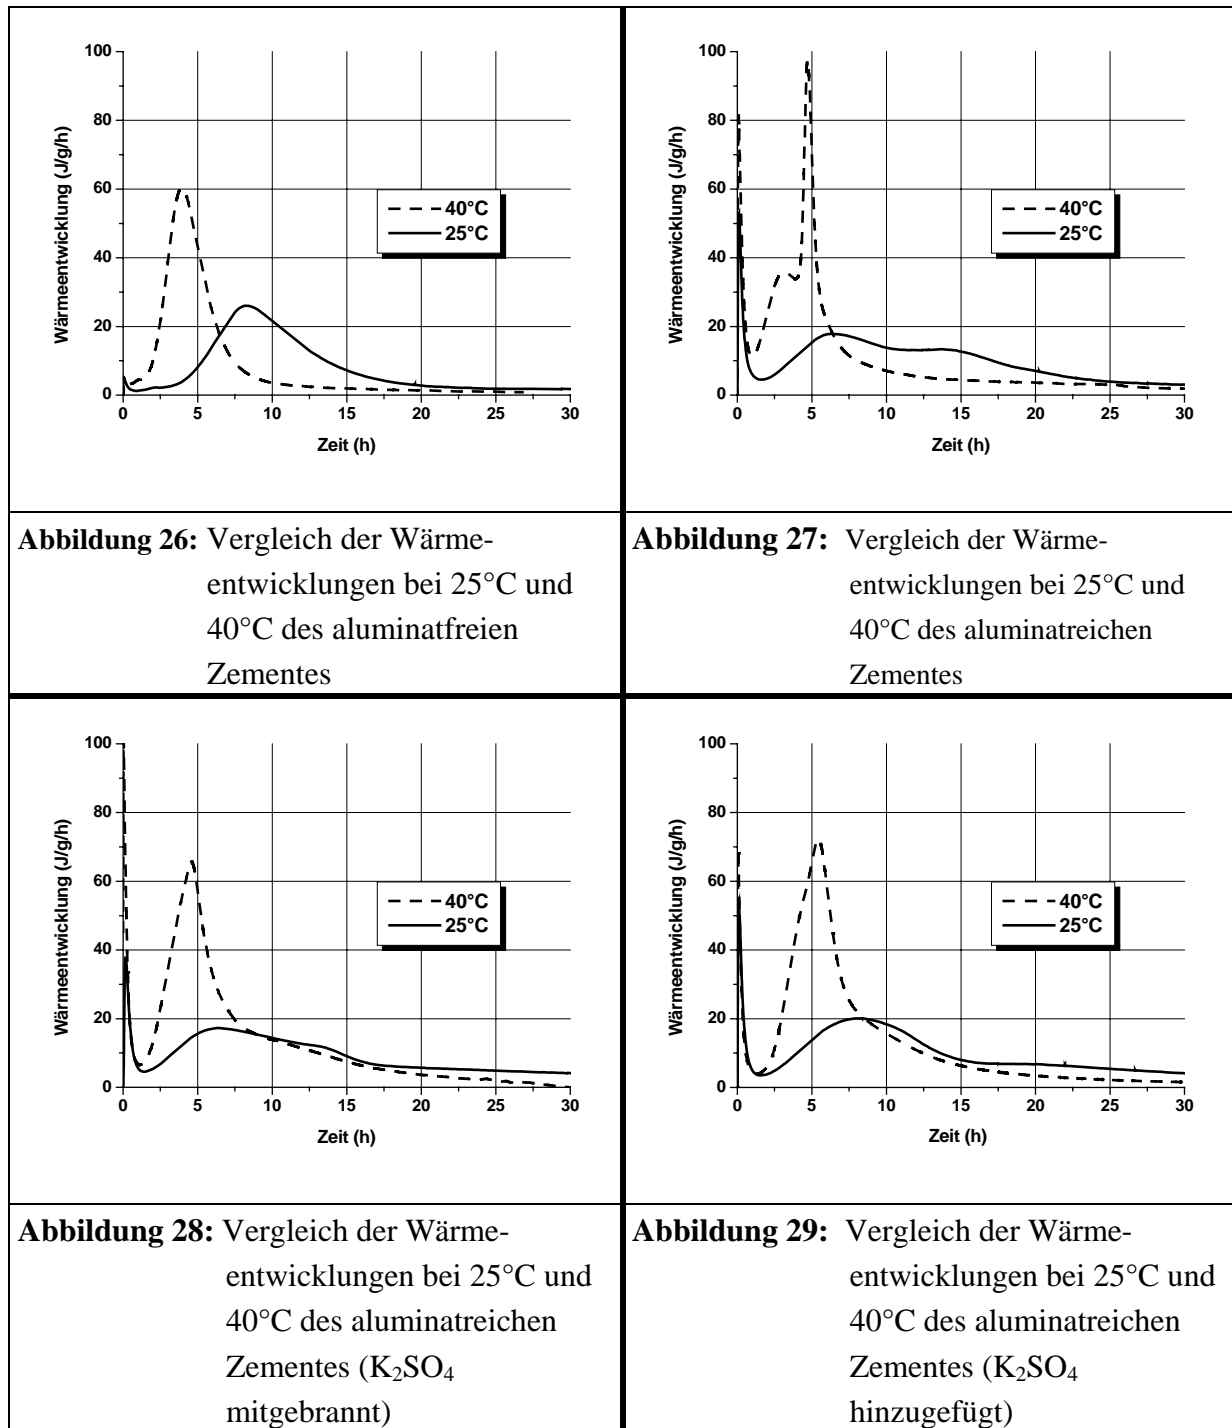 100
80
60
40
20
0
Wärmeentwicklung (J/g/h)
40°C
25°C
0 5 10 15 20 25 30
Zeit (h)
Abbildung 26: Vergleich der Wärme-
entwicklungen bei 25°C und
40°C des aluminatfreien
Zementes
100
80
60
40
20
0
Wärmeentwicklung (J/g/h)
40°C
25°C
0 5 10 15 20 25 30
Zeit (h)
Abbildung 27: Vergleich der Wärme-
entwicklungen bei 25°C und
40°C des aluminatreichen
Zementes
100
80
60
40
20
0
Wärmeentwicklung (J/g/h)
40°C
25°C
0 5 10 15 20 25 30
Zeit (h)
Abbildung 28: Vergleich der Wärme-
entwicklungen bei 25°C und
40°C des aluminatreichen
Zementes (K₂SO₄
mitgebrannt)
100
80
60
40
20
0
Wärmeentwicklung (J/g/h)
40°C
25°C
0 5 10 15 20 25 30
Zeit (h)
Abbildung 29: Vergleich der Wärme-
entwicklungen bei 25°C und
40°C des aluminatreichen
Zementes (K₂SO₄
hinzugefügt)